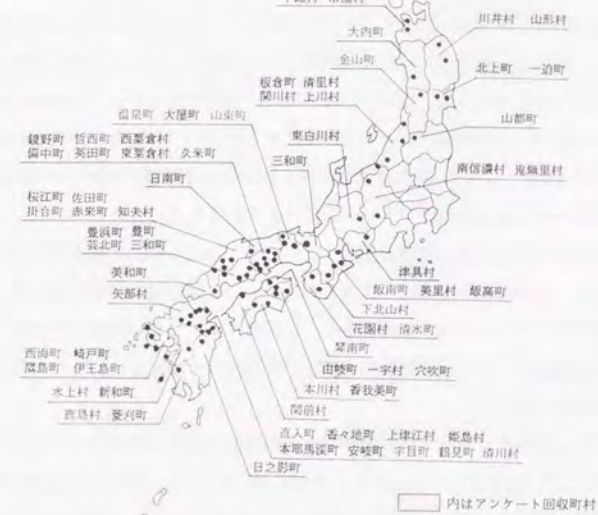 川井村 山形村
大内町
金山町
北上町 一迫町
板倉町 清里村
関川村 上川村
温泉町 大屋町 山東町
山都町
東白川村
鏡野町 哲西町 西粟倉村
備中町 英田町 東粟倉村 久米町
三和町
南信濃村 鬼無里村
日南町
桜江町 佐田町
掛合町 赤来町 知夫村
豊浜町 豊町
芸北町 三和町
津具村
美和町
飯南町 美里村 飯高町
矢部村
下北山村
花園村 清水町
琴南町
西海町 崎戸町
鷹島町 伊王島町
由岐町 一宇村 穴吹町
水上村 新和町
本川村 香我美町
鹿島村 菱刈町
関前村
直入町 香々地町 上津江村 姫島村
本耶馬渓町 安岐町 宇目町 鶴見町 清川村
日之影町
内はアンケート回収町村